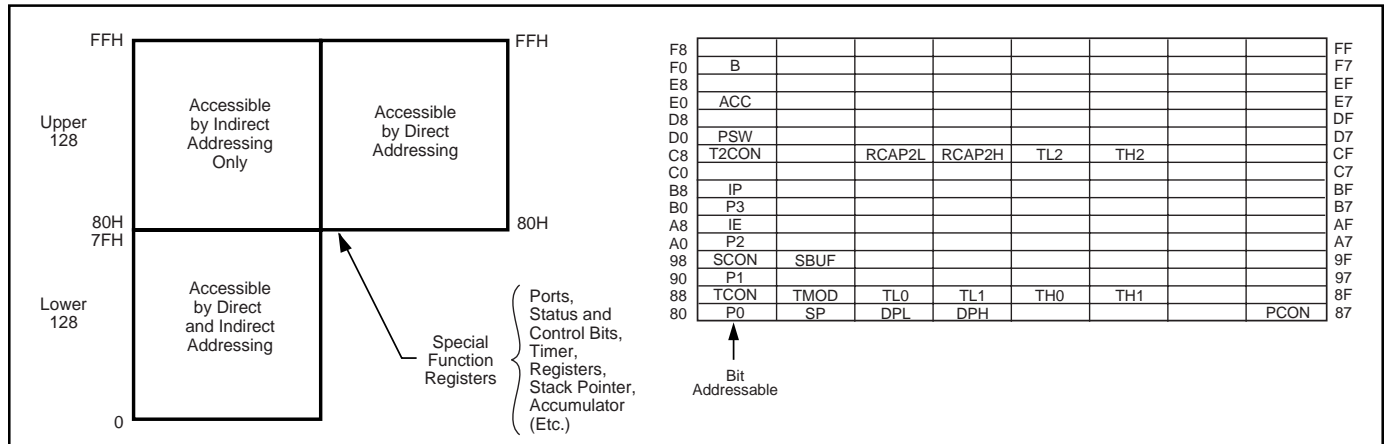 FFH
FFH
Upper
128
Accessible
by Indirect
Addressing
Only
Accessible
by Direct
Addressing
80H
7FH
80H
Lower
128
Accessible
by Direct
and Indirect
Addressing
0
Special
Function
Registers
Ports,
Status and
Control Bits,
Timer,
Registers,
Stack Pointer,
Accumulator
(Etc.)
F8 FF
F0 B F7
E8 EF
E0 ACC E7
D8 DF
D0 PSW D7
C8 T2CON RCAP2L RCAP2H TL2 TH2 CF
C0 C7
B8 IP BF
B0 P3 B7
A8 IE AF
A0 P2 A7
98 SCON SBUF 9F
90 P1 97
88 TCON TMOD TL0 TL1 TH0 TH1 8F
80 P0 SP DPL DPH PCON 87
Bit
Addressable